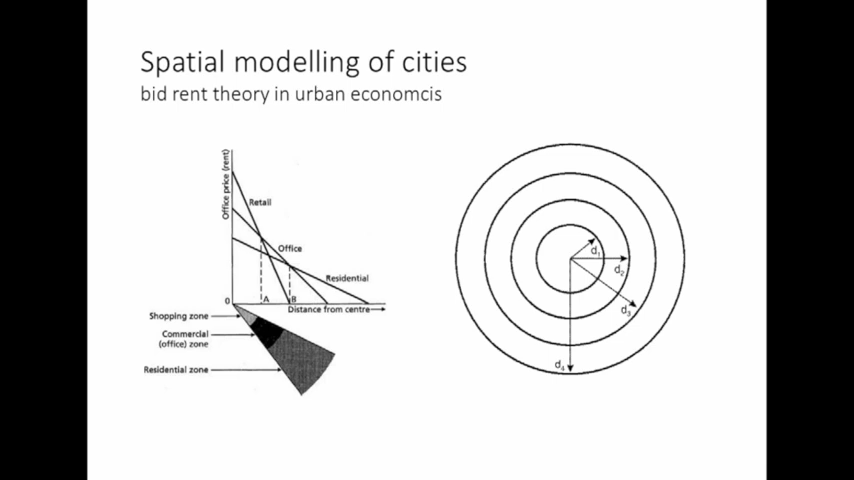 Spatial modelling of cities
bid rent theory in urban economcis
Office price (rent)
Retail
Office
Residential
0
A
B
Distance from centre
Shopping zone
Commercial
(office) zone
Residential zone
d1
d2
d3
d4